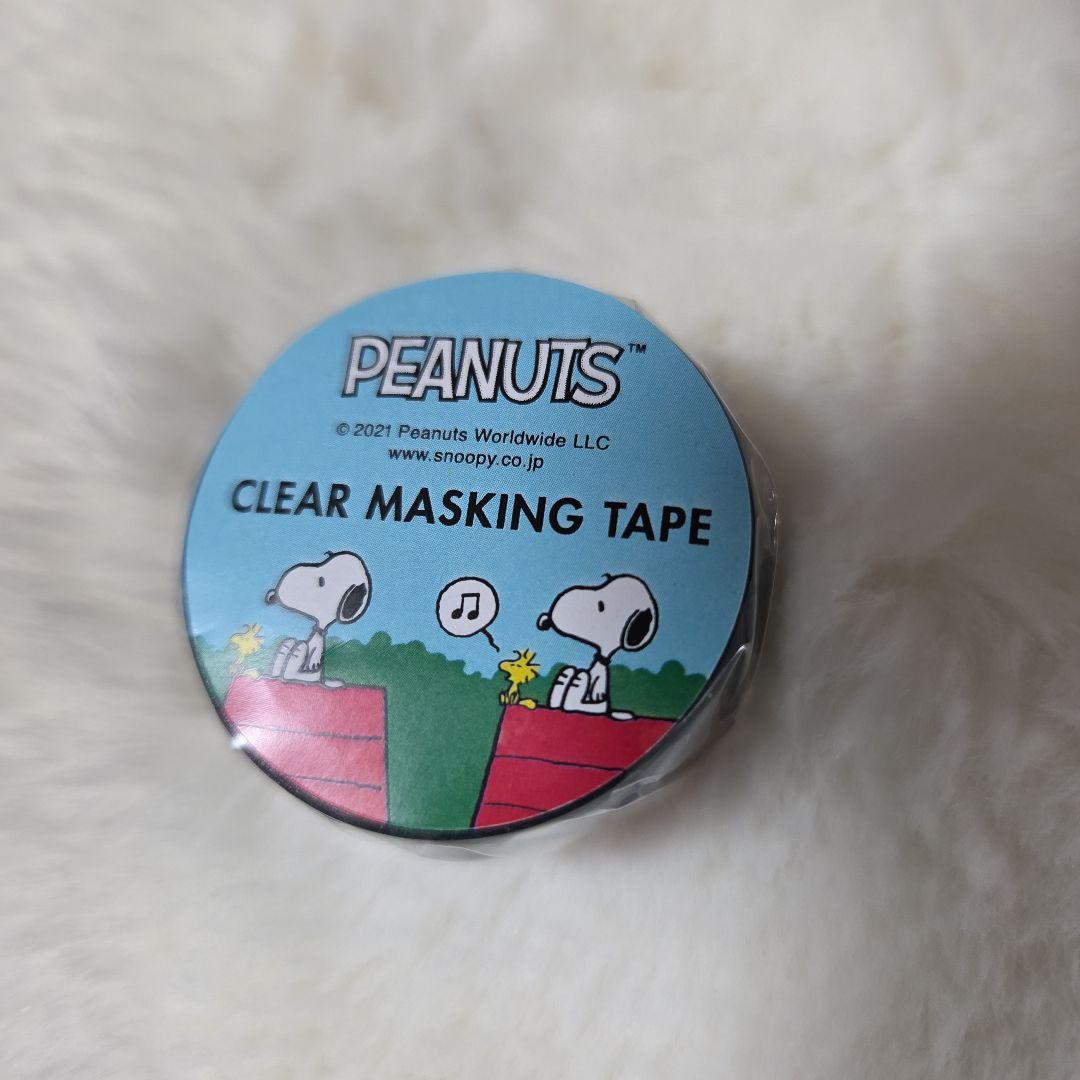 PEANUTS™
© 2021 Peanuts Worldwide LLC
www.snoopy.co.jp
CLEAR MASKING TAPE